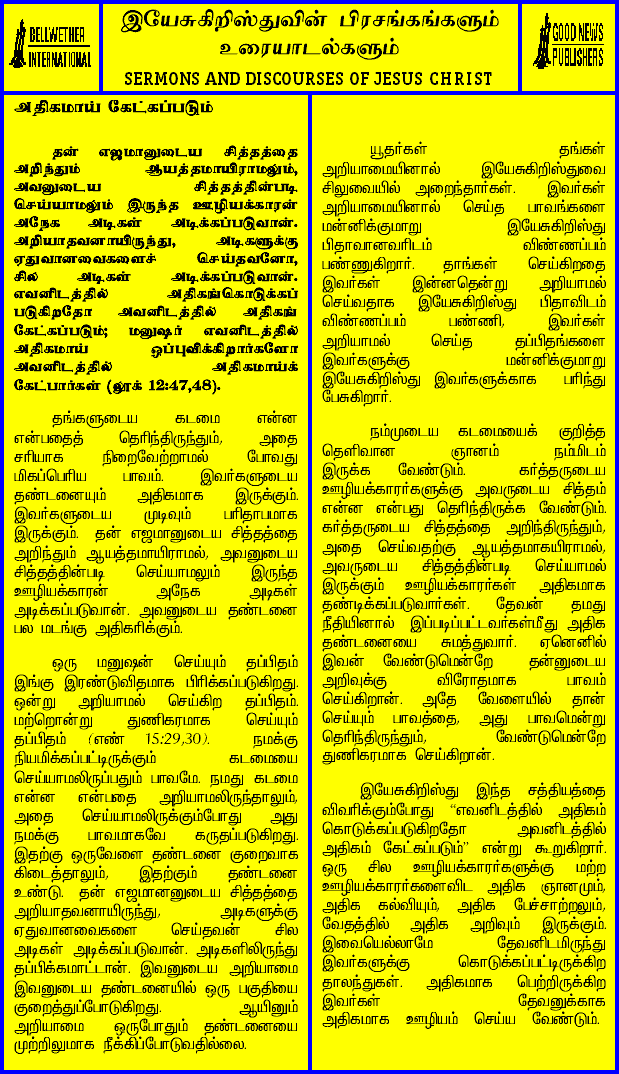 BELLWETHER
INTERNATIONAL
இயேசுகிறிஸ்துவின் பிரசங்கங்களும்
உரையாடல்களும்
SERMONS AND DISCOURSES OF JESUS CHRIST
GOOD NEWS
PUBLISHERS
அதிகமாய் கேட்கப்படும்
தன் எஜமானுடைய சித்தத்தை
அறிந்தும் ஆயத்தமாயிராமலும்,
அவனுடைய சித்தத்தின்படி
செய்யாமலும் இருந்த ஊழியக்காரன்
அநேக அடிகள் அடிக்கப்படுவான்.
அறியாதவனாயிருந்து, அடிகளுக்கு
ஏதுவானவைகளைச் செய்தவனோ,
சில அடிகள் அடிக்கப்படுவான்.
எவனிடத்தில் அதிகங்கொடுக்கப்
படுகிறதோ அவனிடத்தில் அதிகங்
கேட்கப்படும்; மனுஷர் எவனிடத்தில்
அதிகமாய் ஒப்புவிக்கிறார்களோ
அவனிடத்தில் அதிகமாய்க்
கேட்பார்கள் (லூக் 12:47,48).
தங்களுடைய கடமை என்ன
என்பதைத் தெரிந்திருந்தும், அதை
சரியாக நிறைவேற்றாமல் போவது
மிகப்பெரிய பாவம். இவர்களுடைய
தண்டனையும் அதிகமாக இருக்கும்.
இவர்களுடைய முடிவும் பரிதாபமாக
இருக்கும். தன் எஜமானுடைய சித்தத்தை
அறிந்தும் ஆயத்தமாயிராமல், அவனுடைய
சித்தத்தின்படி செய்யாமலும் இருந்த
ஊழியக்காரன் அநேக அடிகள்
அடிக்கப்படுவான். அவனுடைய தண்டனை
பல மடங்கு அதிகரிக்கும்.
ஒரு மனுஷன் செய்யும் தப்பிதம்
இங்கு இரண்டுவிதமாக பிரிக்கப்படுகிறது.
ஒன்று அறியாமல் செய்கிற தப்பிதம்.
மற்றொன்று துணிகரமாக செய்யும்
தப்பிதம் (எண் 15:29,30). நமக்கு
நியமிக்கப்பட்டிருக்கும் கடமையை
செய்யாமலிருப்பதும் பாவமே. நமது கடமை
என்ன என்பதை அறியாமலிருந்தாலும்,
அதை செய்யாமலிருக்கும்போது அது
நமக்கு பாவமாகவே கருதப்படுகிறது.
இதற்கு ஒருவேளை தண்டனை குறைவாக
கிடைத்தாலும், இதற்கும் தண்டனை
உண்டு. தன் எஜமானனுடைய சித்தத்தை
அறியாதவனாயிருந்து, அடிகளுக்கு
ஏதுவானவைகளை செய்தவன் சில
அடிகள் அடிக்கப்படுவான். அடிகளிலிருந்து
தப்பிக்கமாட்டான். இவனுடைய அறியாமை
இவனுடைய தண்டனையில் ஒரு பகுதியை
குறைத்துப்போடுகிறது. ஆயினும்
அறியாமை ஒருபோதும் தண்டனையை
முற்றிலுமாக நீக்கிப்போடுவதில்லை.
யூதர்கள் தங்கள்
அறியாமையினால் இயேசுகிறிஸ்துவை
சிலுவையில் அறைந்தார்கள். இவர்கள்
அறியாமையினால் செய்த பாவங்களை
மன்னிக்குமாறு இயேசுகிறிஸ்து
பிதாவானவரிடம் விண்ணப்பம்
பண்ணுகிறார். தாங்கள் செய்கிறதை
இவர்கள் இன்னதென்று அறியாமல்
செய்வதாக இயேசுகிறிஸ்து பிதாவிடம்
விண்ணப்பம் பண்ணி, இவர்கள்
அறியாமல் செய்த தப்பிதங்களை
இவர்களுக்கு மன்னிக்குமாறு
இயேசுகிறிஸ்து இவர்களுக்காக பரிந்து
பேசுகிறார்.
நம்முடைய கடமையைக் குறித்த
தெளிவான ஞானம் நம்மிடம்
இருக்க வேண்டும். கர்த்தருடைய
ஊழியக்காரர்களுக்கு அவருடைய சித்தம்
என்ன என்பது தெரிந்திருக்க வேண்டும்.
கர்த்தருடைய சித்தத்தை அறிந்திருந்தும்,
அதை செய்வதற்கு ஆயத்தமாகயிராமல்,
அவருடைய சித்தத்தின்படி செய்யாமல்
இருக்கும் ஊழியக்காரர்கள் அதிகமாக
தண்டிக்கப்படுவார்கள். தேவன் தமது
நீதியினால் இப்படிப்பட்டவர்கள்மீது அதிக
தண்டனையை சுமத்துவார். ஏனெனில்
இவன் வேண்டுமென்றே தன்னுடைய
அறிவுக்கு விரோதமாக பாவம்
செய்கிறான். அதே வேளையில் தான்
செய்யும் பாவத்தை, அது பாவமென்று
தெரிந்திருந்தும், வேண்டுமென்றே
துணிகரமாக செய்கிறான்.
இயேசுகிறிஸ்து இந்த சத்தியத்தை
விவரிக்கும்போது “எவனிடத்தில் அதிகம்
கொடுக்கப்படுகிறதோ அவனிடத்தில்
அதிகம் கேட்கப்படும்” என்று கூறுகிறார்.
ஒரு சில ஊழியக்காரர்களுக்கு மற்ற
ஊழியக்காரர்களைவிட அதிக ஞானமும்,
அதிக கல்வியும், அதிக பேச்சாற்றலும்,
வேதத்தில் அதிக அறிவும் இருக்கும்.
இவையெல்லாமே தேவனிடமிருந்து
இவர்களுக்கு கொடுக்கப்பட்டிருக்கிற
தாலந்துகள். அதிகமாக பெற்றிருக்கிற
இவர்கள் தேவனுக்காக
அதிகமாக ஊழியம் செய்ய வேண்டும்.